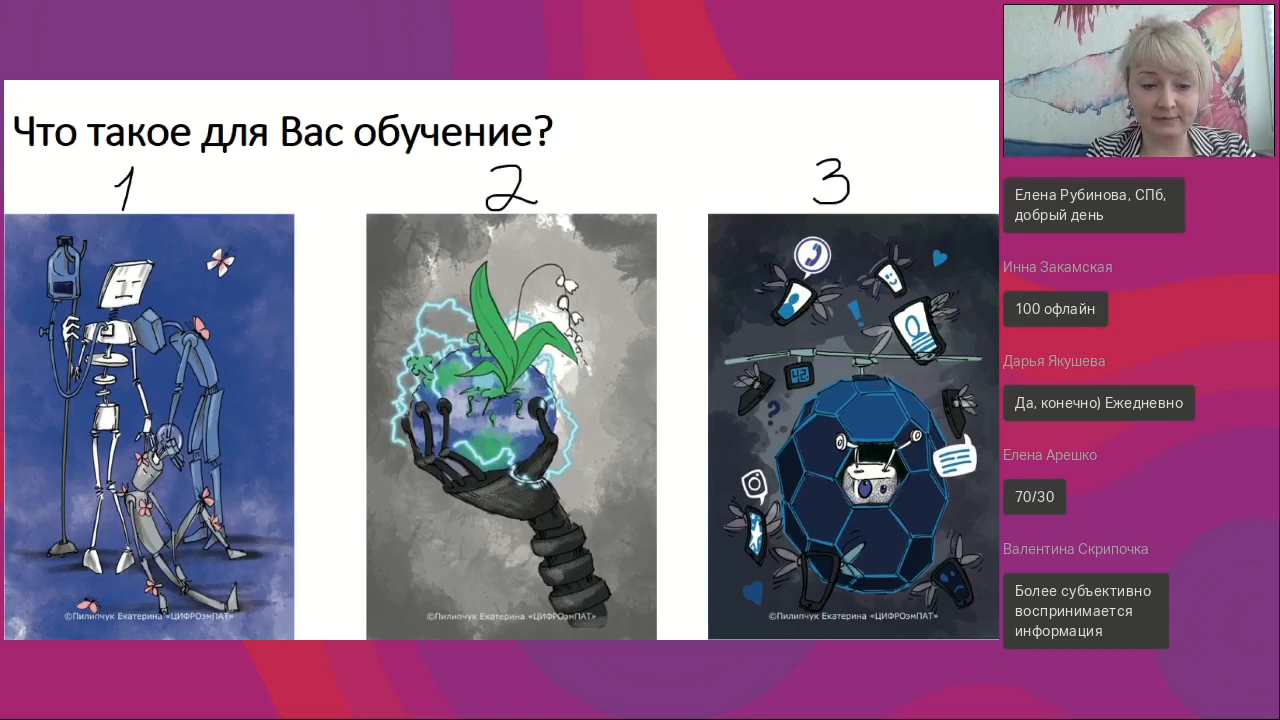 Что такое для Вас обучение?
1
2
3
42
©Пилипчук Екатерина «ЦИФРОэмПАТ»
©Пилипчук Екатерина «ЦИФРОэмПАТ»
©Пилипчук Екатерина «ЦИФРОэмПАТ»
Елена Рубинова, СПб,
добрый день
Инна Закамская
100 офлайн
Дарья Якушева
Да, конечно) Ежедневно
Елена Арешко
70/30
Валентина Скрипочка
Более субъективно
воспринимается
информация